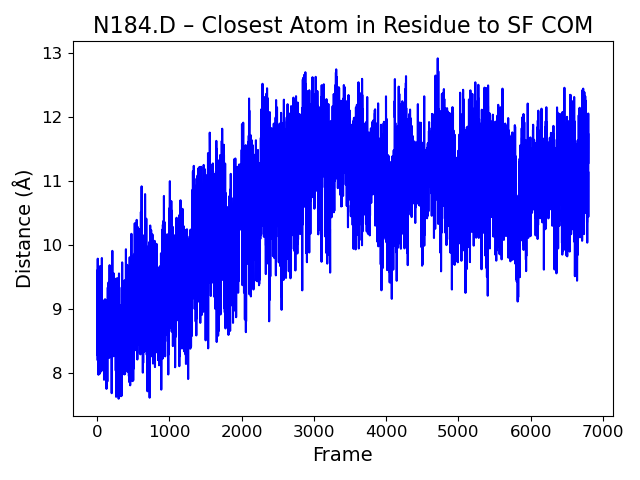 N184.D – Closest Atom in Residue to SF COM
13
12
11
10
9
8
Distance (Å)
0 1000 2000 3000 4000 5000 6000 7000
Frame